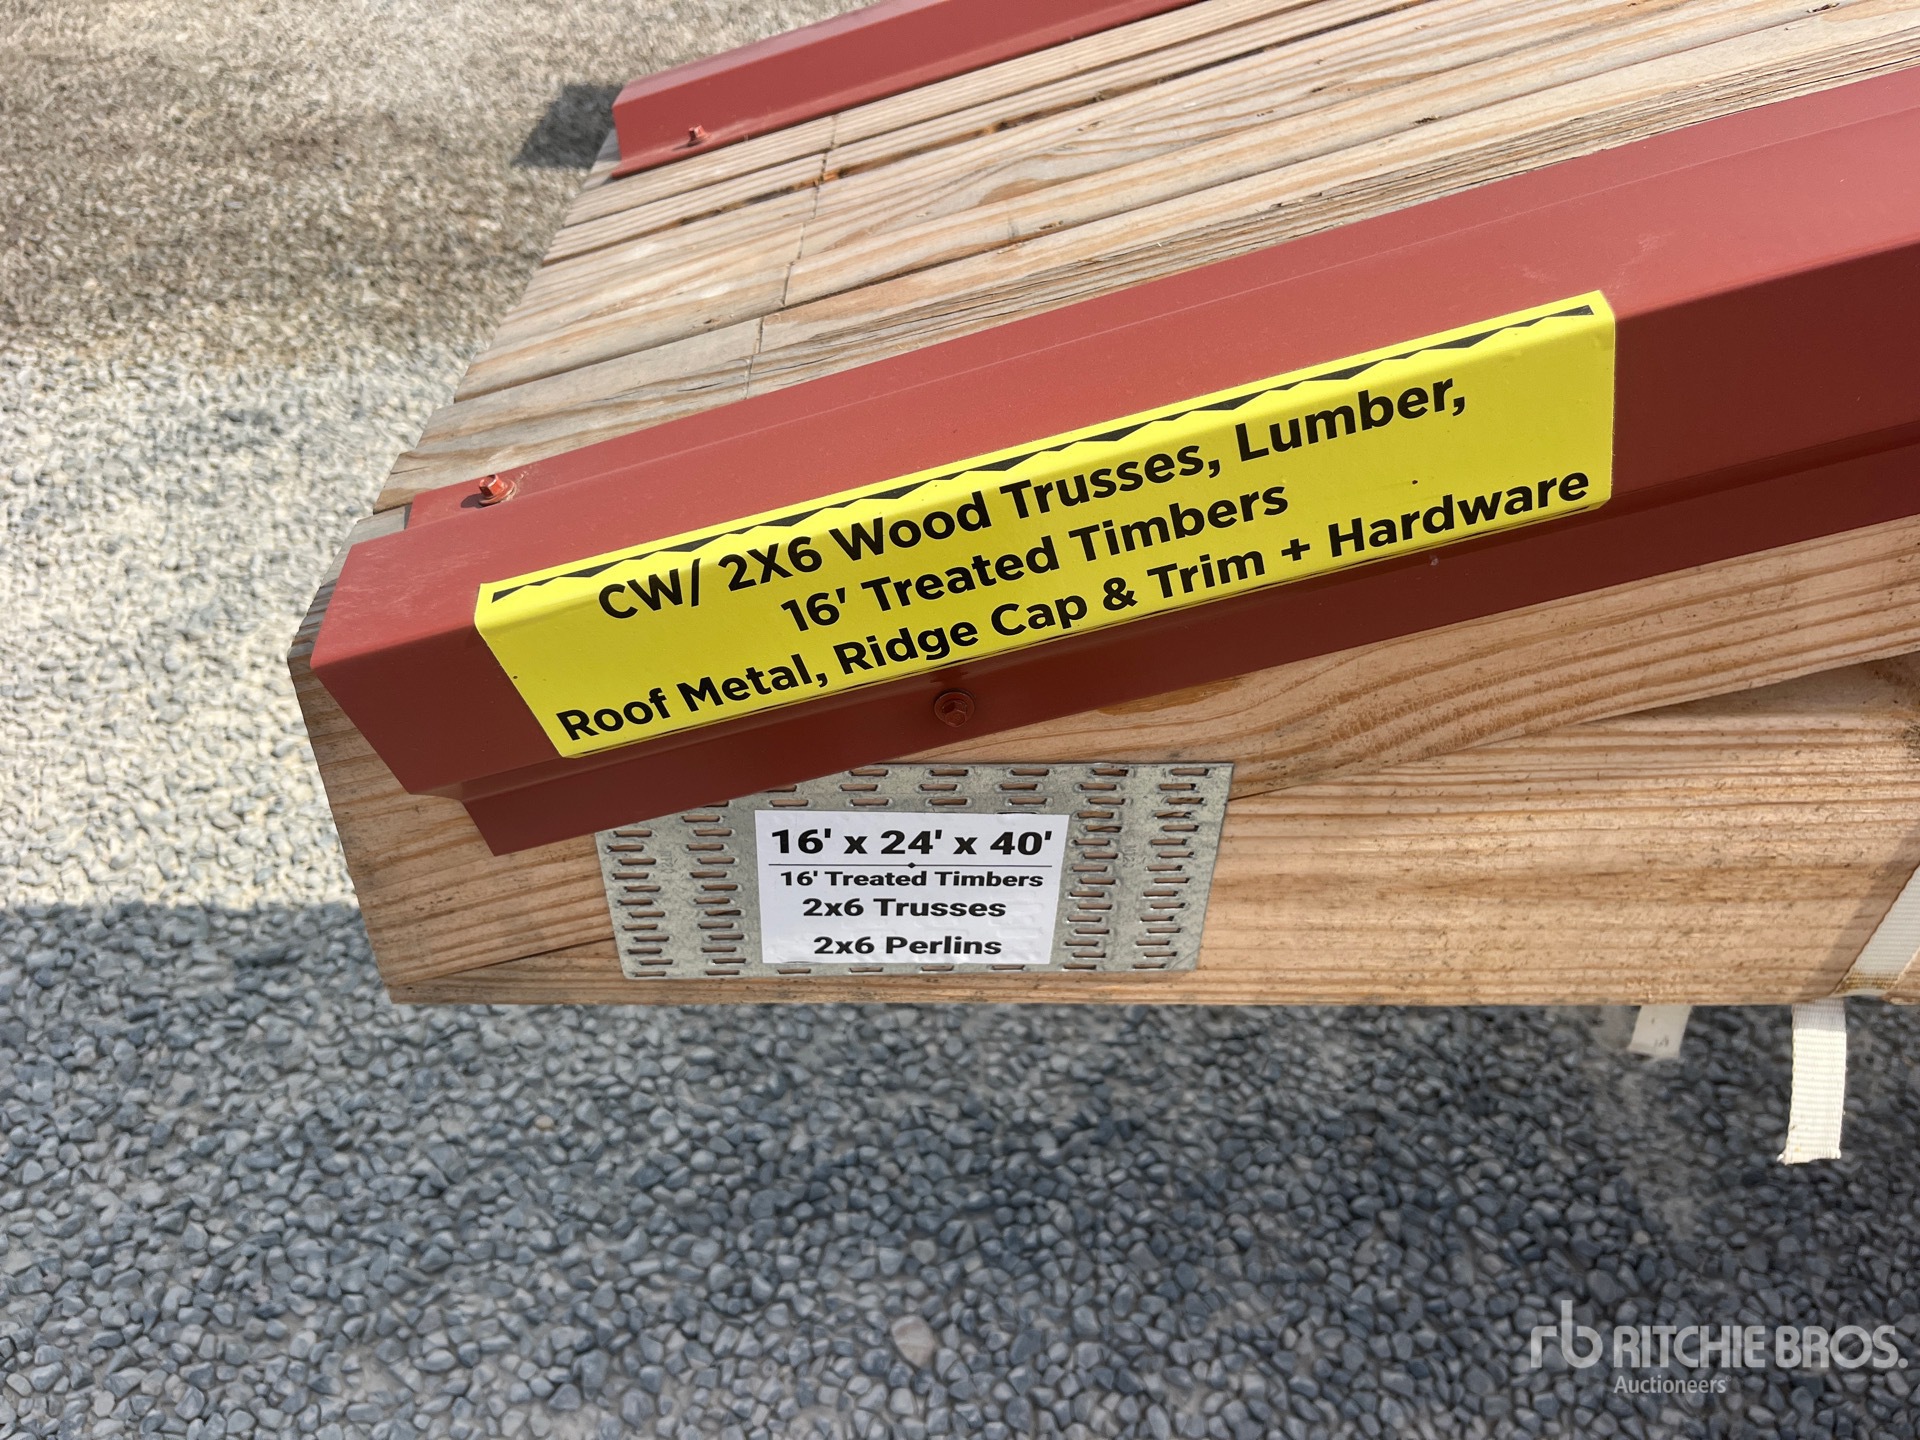 CW/ 2X6 Wood Trusses, Lumber,
16' Treated Timbers
Roof Metal, Ridge Cap & Trim + Hardware
16' x 24' x 40'
16' Treated Timbers
2x6 Trusses
2x6 Perlins
rb RITCHIE BROS.
Auctioneers